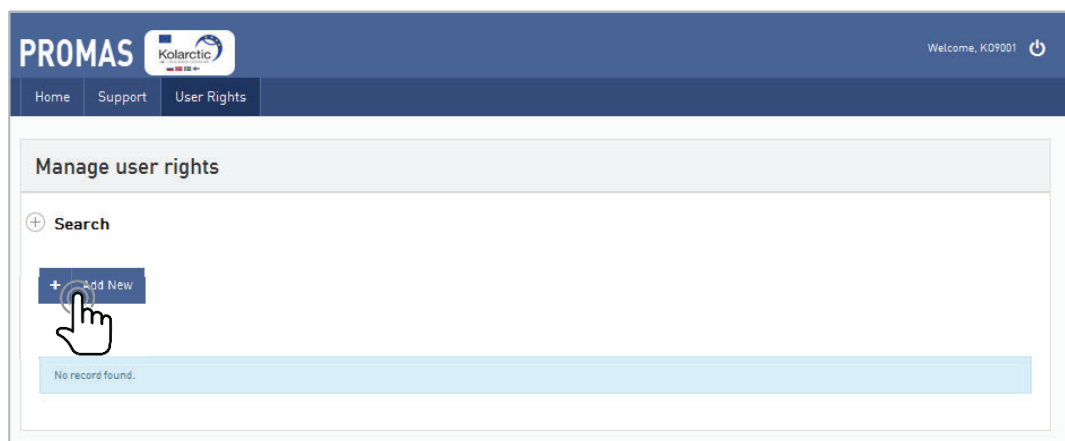 PROMAS
Kolarctic
Welcome, K09001
Home Support User Rights
Manage user rights
Search
+ Add New
No record found.